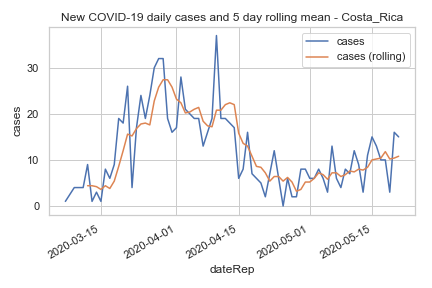 New COVID-19 daily cases and 5 day rolling mean - Costa_Rica
cases
cases (rolling)
cases
30
20
10
0
2020-03-15
2020-04-01
2020-04-15
2020-05-01
2020-05-15
dateRep